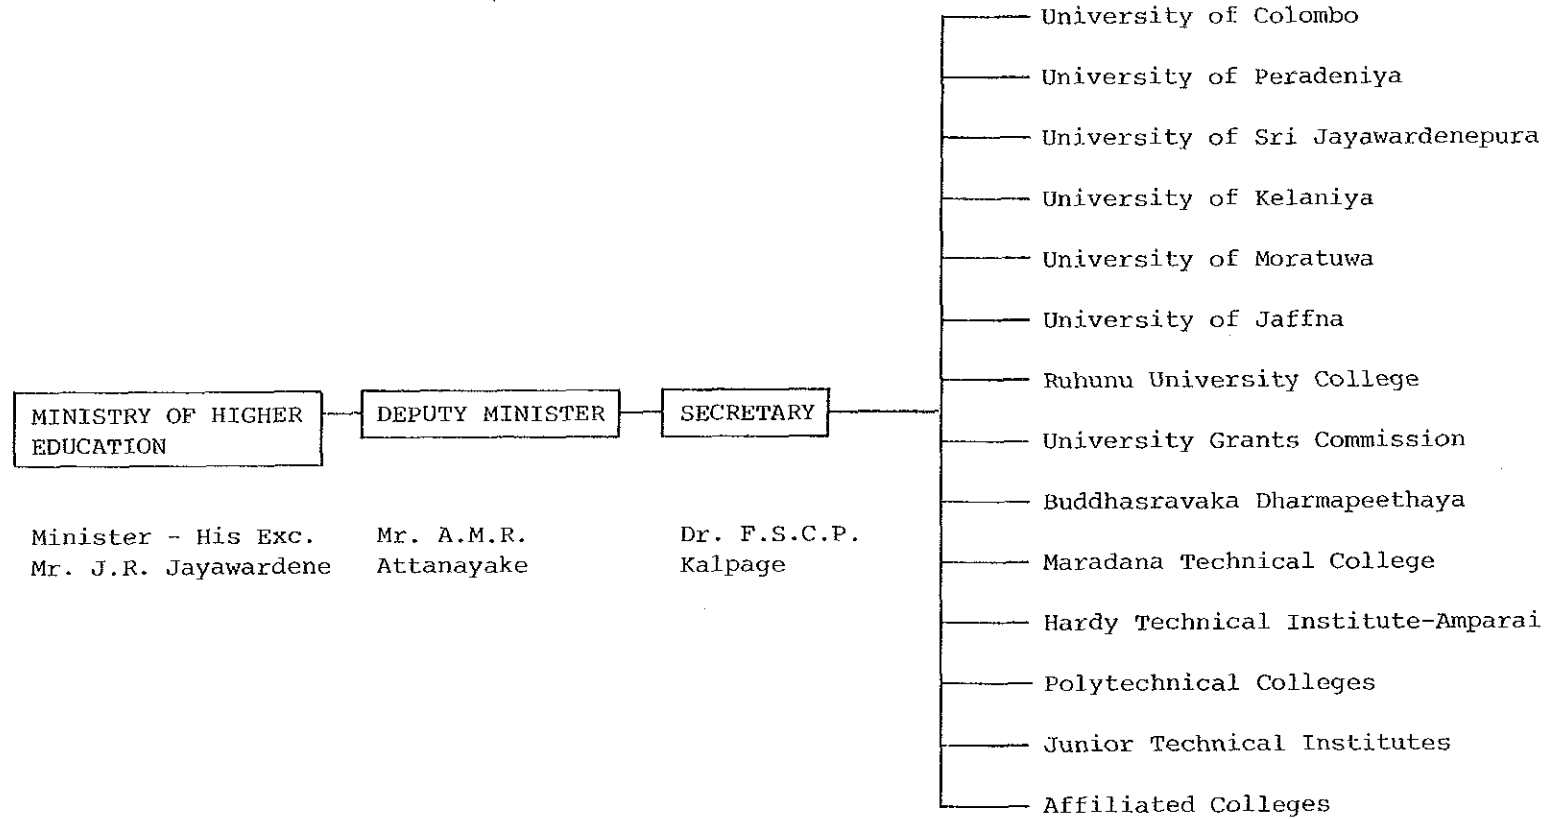 University of Colombo
University of Peradeniya
University of Sri Jayawardenepura
University of Kelaniya
University of Moratuwa
University of Jaffna
Ruhunu University College
University Grants Commission
Buddhasravaka Dharmapeethaya
Maradana Technical College
Hardy Technical Institute-Amparai
Polytechnical Colleges
Junior Technical Institutes
Affiliated Colleges
MINISTRY OF HIGHER
EDUCATION
DEPUTY MINISTER
SECRETARY
Minister - His Exc.
Mr. J.R. Jayawardene
Mr. A.M.R.
Attanayake
Dr. F.S.C.P.
Kalpage